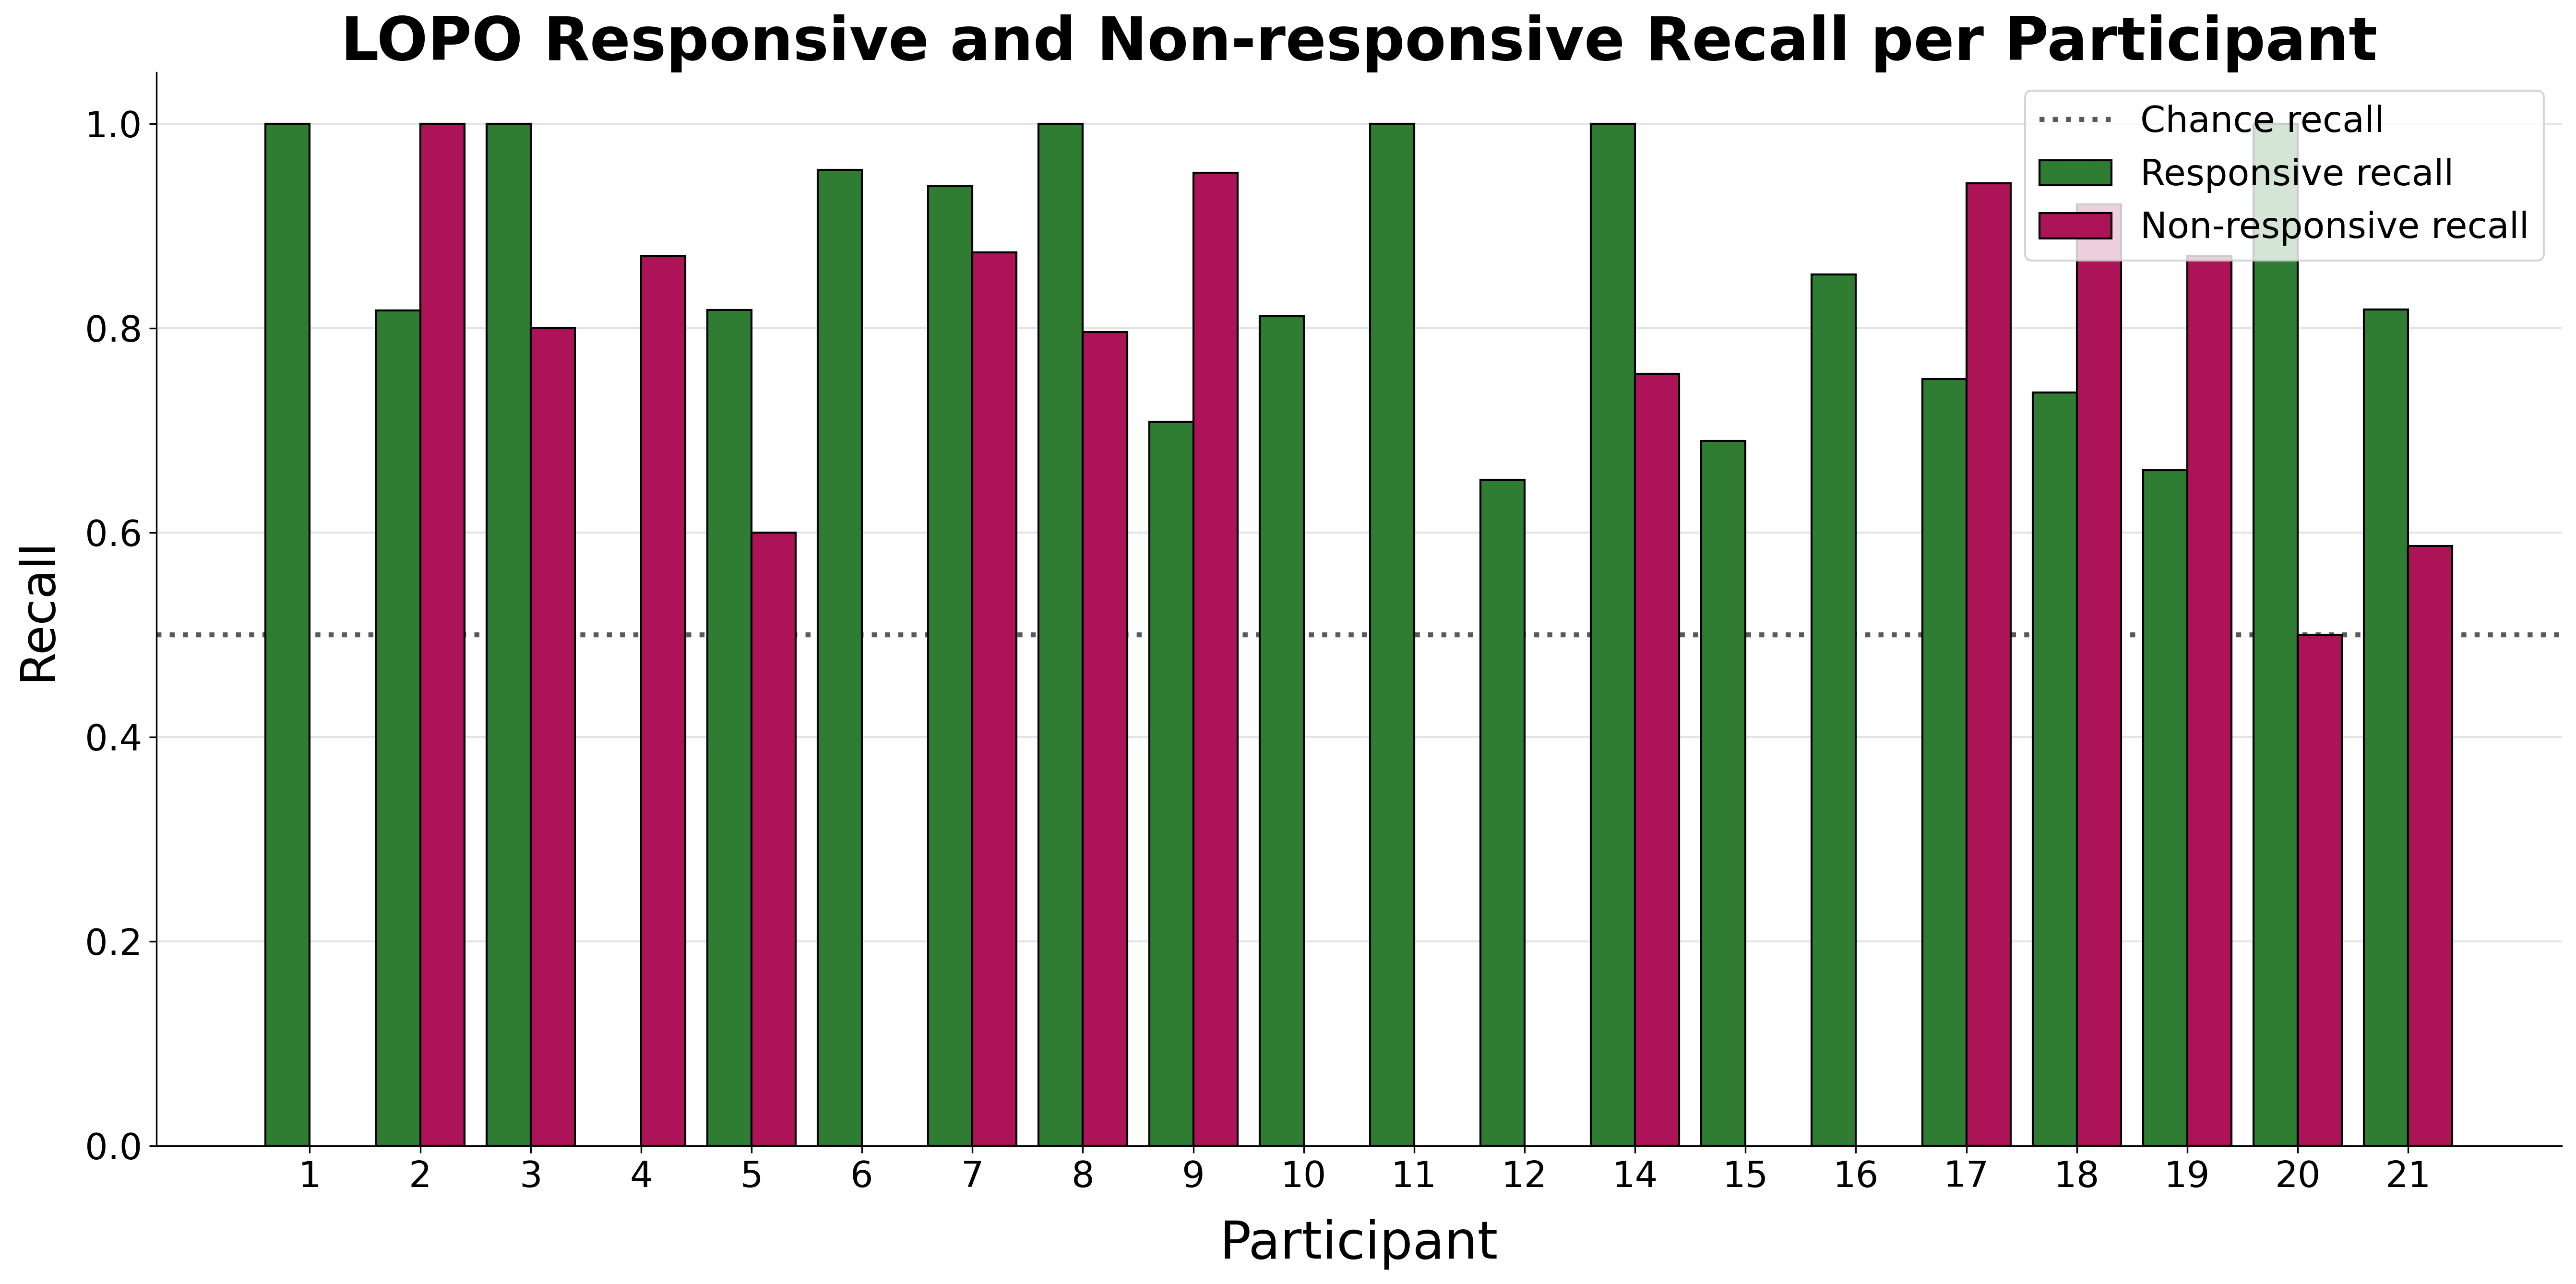 LOPO Responsive and Non-responsive Recall per Participant
Chance recall
Responsive recall
Non-responsive recall
Recall
1.0
0.8
0.6
0.4
0.2
0.0
1 2 3 4 5 6 7 8 9 10 11 12 14 15 16 17 18 19 20 21
Participant